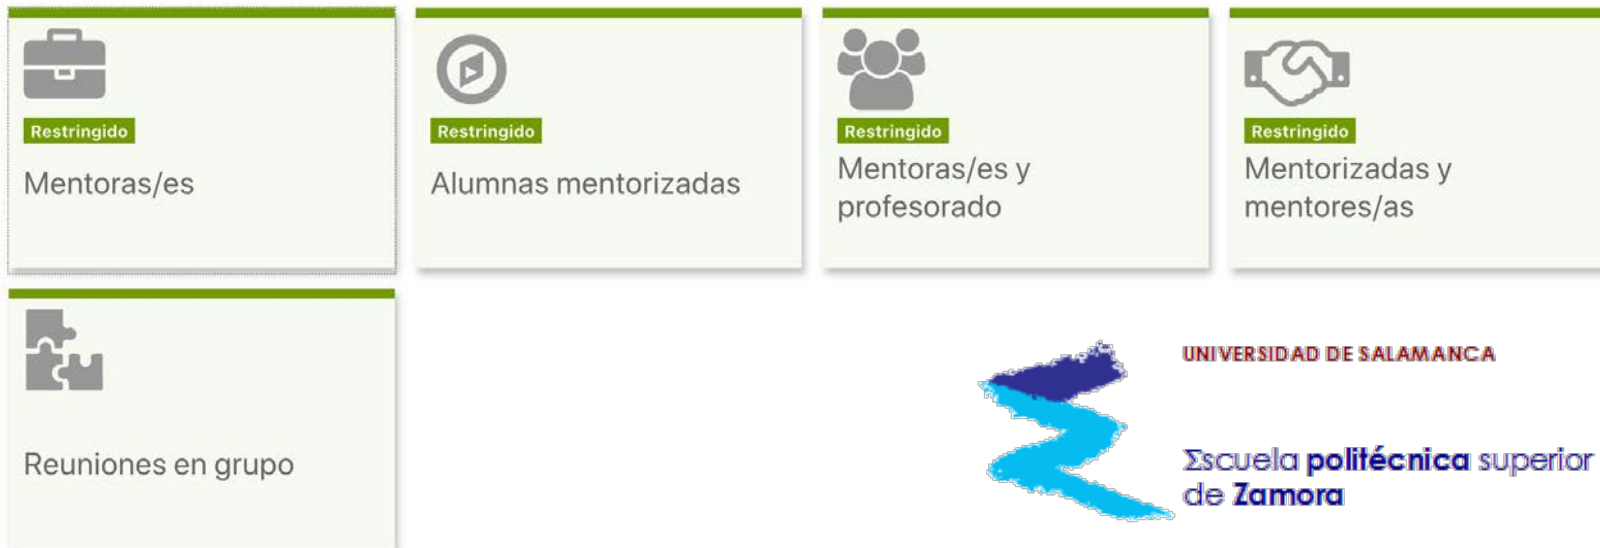 Restringido
Mentoras/es
Restringido
Alumnas mentorizadas
Restringido
Mentoras/es y
profesorado
Restringido
Mentorizadas y
mentores/as
Reuniones en grupo
UNIVERSIDAD DE SALAMANCA
Σscuela politécnica superior
de Zamora